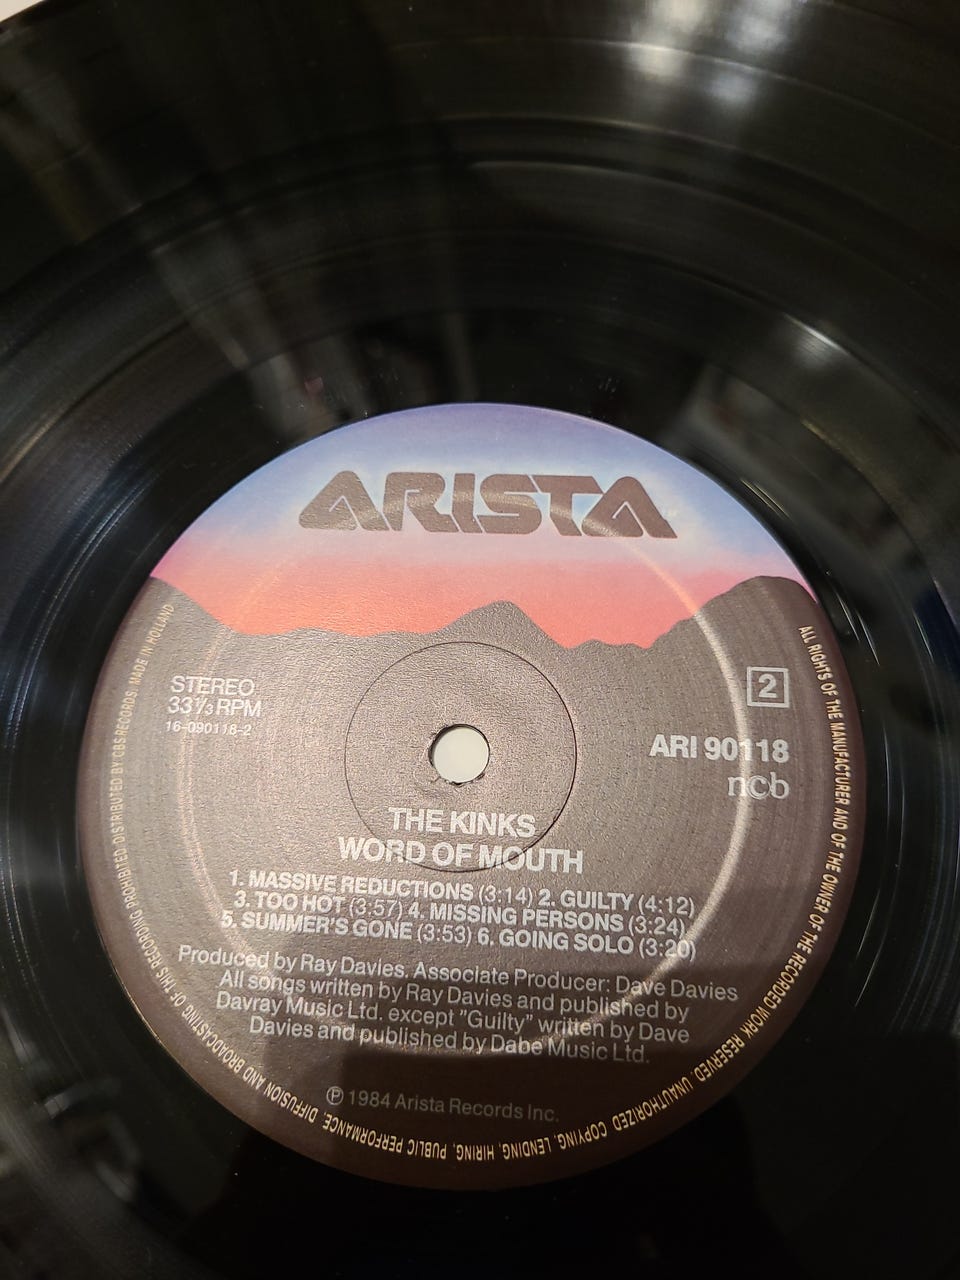 ARISTA
STEREO
33⅓ RPM
16-090118-2
2
ARI 90118
ncb
THE KINKS
WORD OF MOUTH
1. MASSIVE REDUCTIONS (3:14) 2. GUILTY (4:12)
3. TOO HOT (3:57) 4. MISSING PERSONS (3:24)
5. SUMMER'S GONE (3:53) 6. GOING SOLO (3:20)
Produced by Ray Davies. Associate Producer: Dave Davies
All songs written by Ray Davies and published by
Davray Music Ltd. except "Guilty" written by Dave
Davies and published by Dabe Music Ltd.
℗ 1984 Arista Records Inc.
ALL RIGHTS OF THE MANUFACTURER AND OF THE OWNER OF THE RECORDED WORK RESERVED. UNAUTHORIZED COPYING, LENDING, HIRING, PUBLIC PERFORMANCE, DIFFUSION AND BROADCASTING OF THIS RECORDING PROHIBITED. DISTRIBUTED BY CBS RECORDS. MADE IN HOLLAND